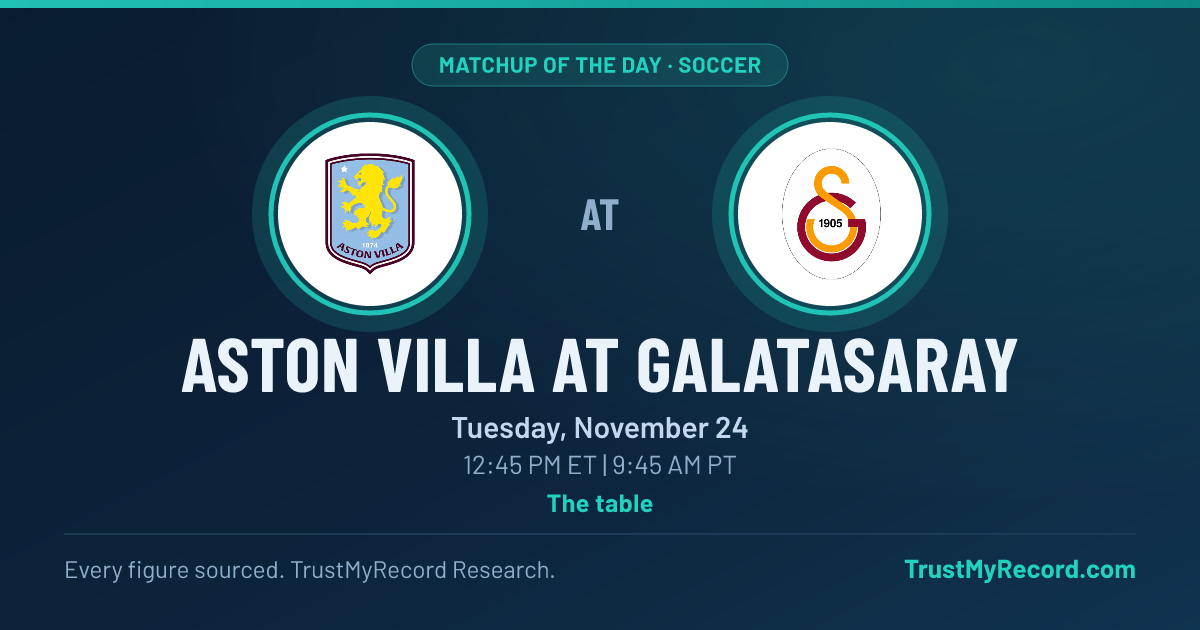 MATCHUP OF THE DAY · SOCCER
1874
ASTON VILLA
AT
1905
ASTON VILLA AT GALATASARAY
Tuesday, November 24
12:45 PM ET | 9:45 AM PT
The table
Every figure sourced. TrustMyRecord Research.
TrustMyRecord.com